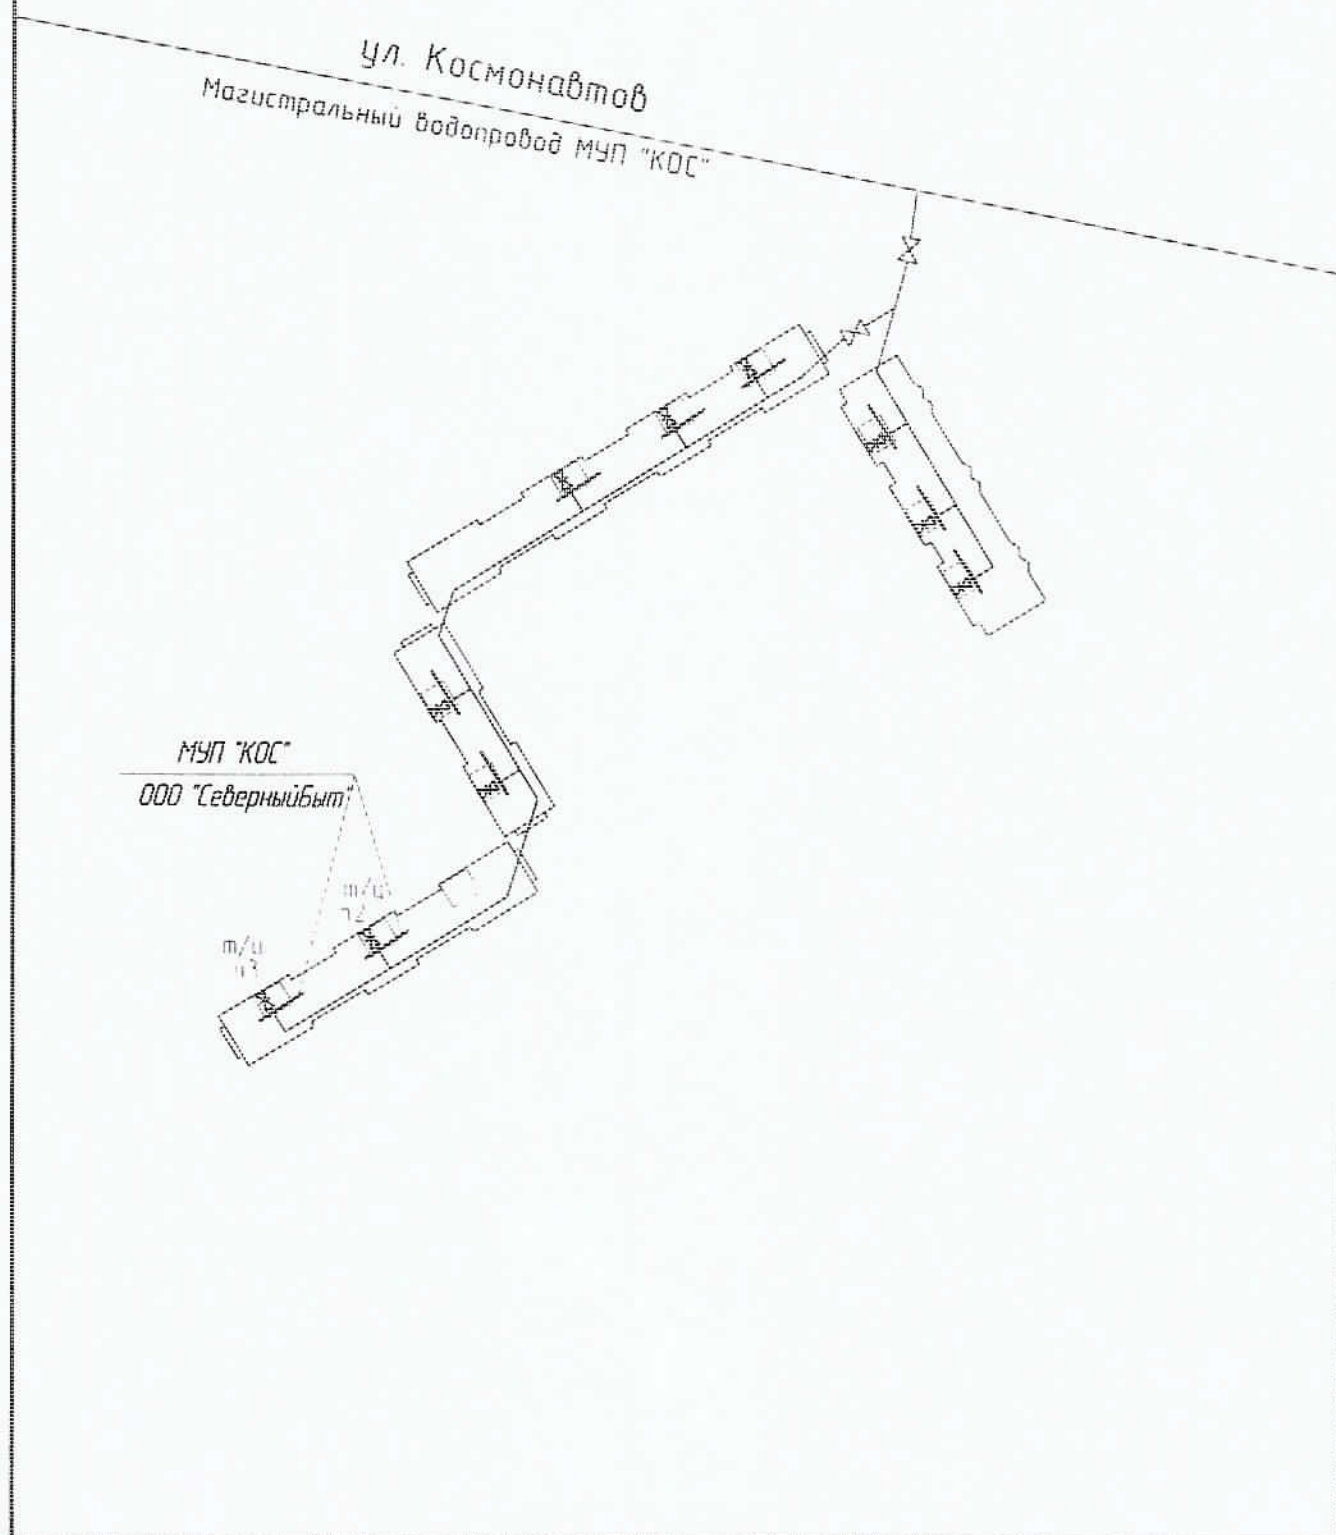 ул. Космонавтов
Магистральный водопровод МУП "КОС"
МУП "КОС"
ООО "СеверныйБыт"
т/ц
т/ц